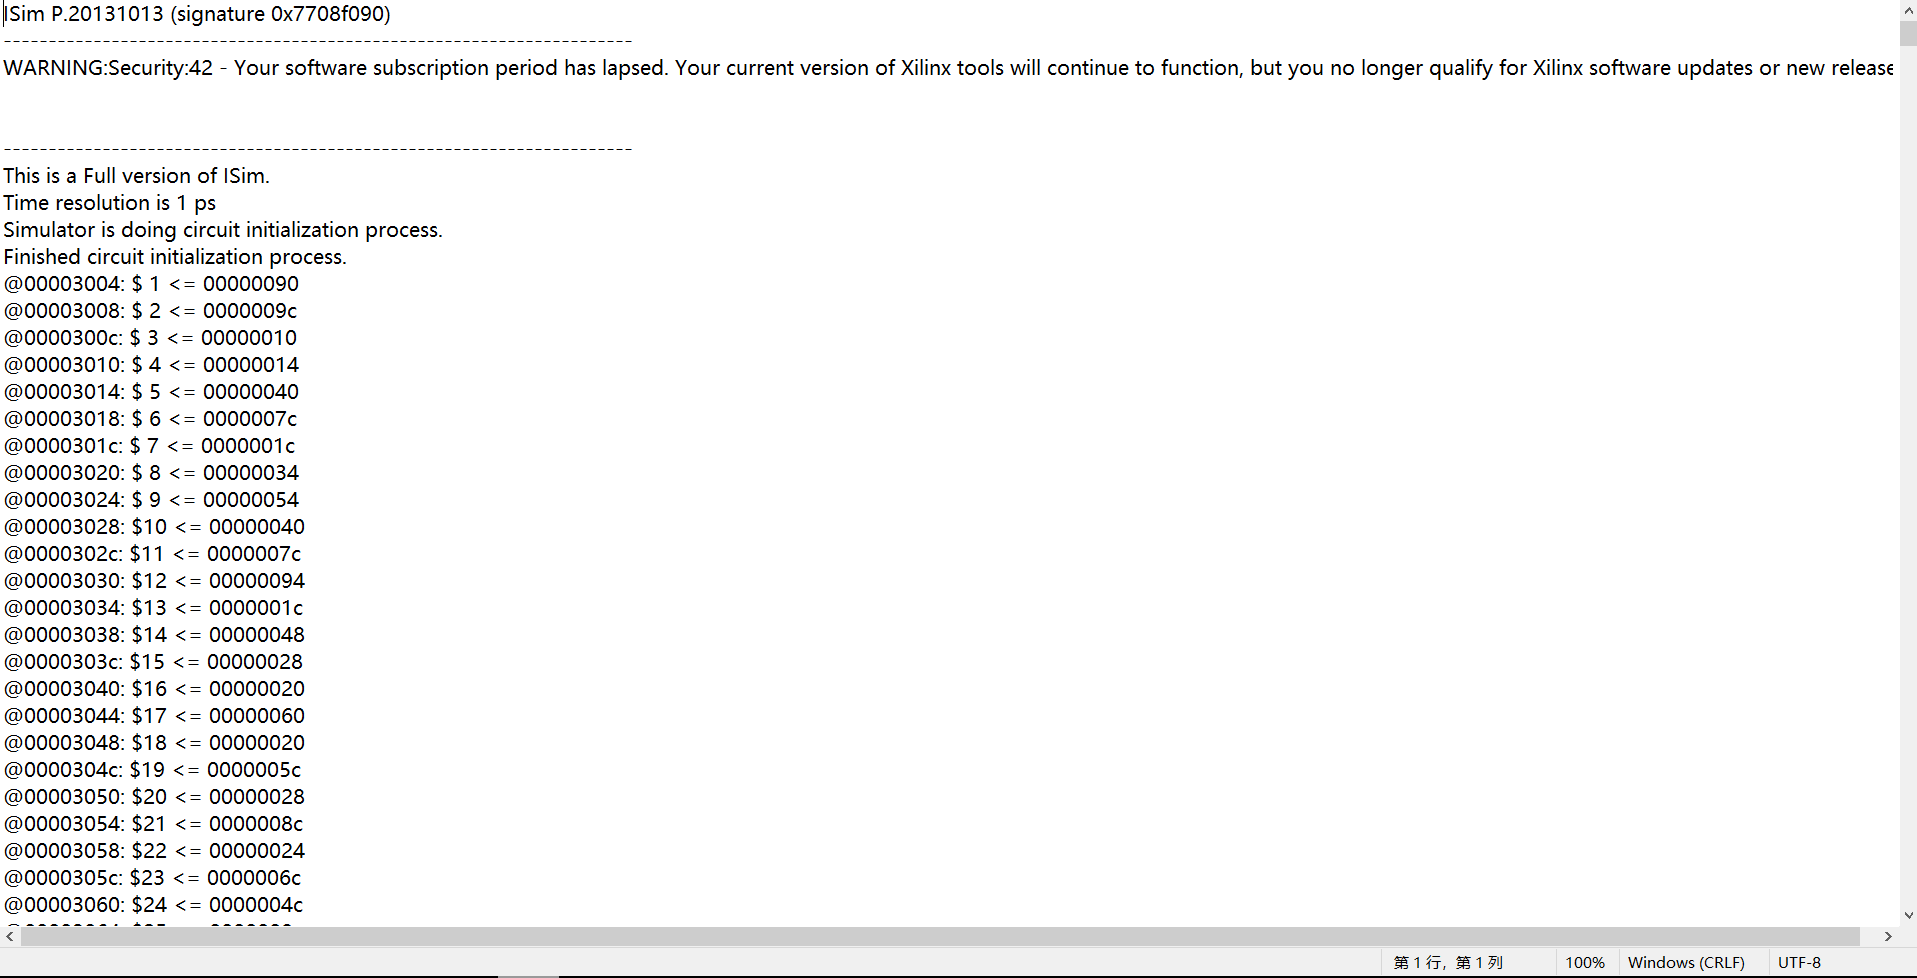 ISim P.20131013 (signature 0x7708f090)
----------------------------------------------------------------------
WARNING:Security:42 - Your software subscription period has lapsed. Your current version of Xilinx tools will continue to function, but you no longer qualify for Xilinx software updates or new release
----------------------------------------------------------------------
This is a Full version of ISim.
Time resolution is 1 ps
Simulator is doing circuit initialization process.
Finished circuit initialization process.
@00003004: $ 1 <= 00000090
@00003008: $ 2 <= 0000009c
@0000300c: $ 3 <= 00000010
@00003010: $ 4 <= 00000014
@00003014: $ 5 <= 00000040
@00003018: $ 6 <= 0000007c
@0000301c: $ 7 <= 0000001c
@00003020: $ 8 <= 00000034
@00003024: $ 9 <= 00000054
@00003028: $10 <= 00000040
@0000302c: $11 <= 0000007c
@00003030: $12 <= 00000094
@00003034: $13 <= 0000001c
@00003038: $14 <= 00000048
@0000303c: $15 <= 00000028
@00003040: $16 <= 00000020
@00003044: $17 <= 00000060
@00003048: $18 <= 00000020
@0000304c: $19 <= 0000005c
@00003050: $20 <= 00000028
@00003054: $21 <= 0000008c
@00003058: $22 <= 00000024
@0000305c: $23 <= 0000006c
@00003060: $24 <= 0000004c
第 1 行，第 1 列 100% Windows (CRLF) UTF-8